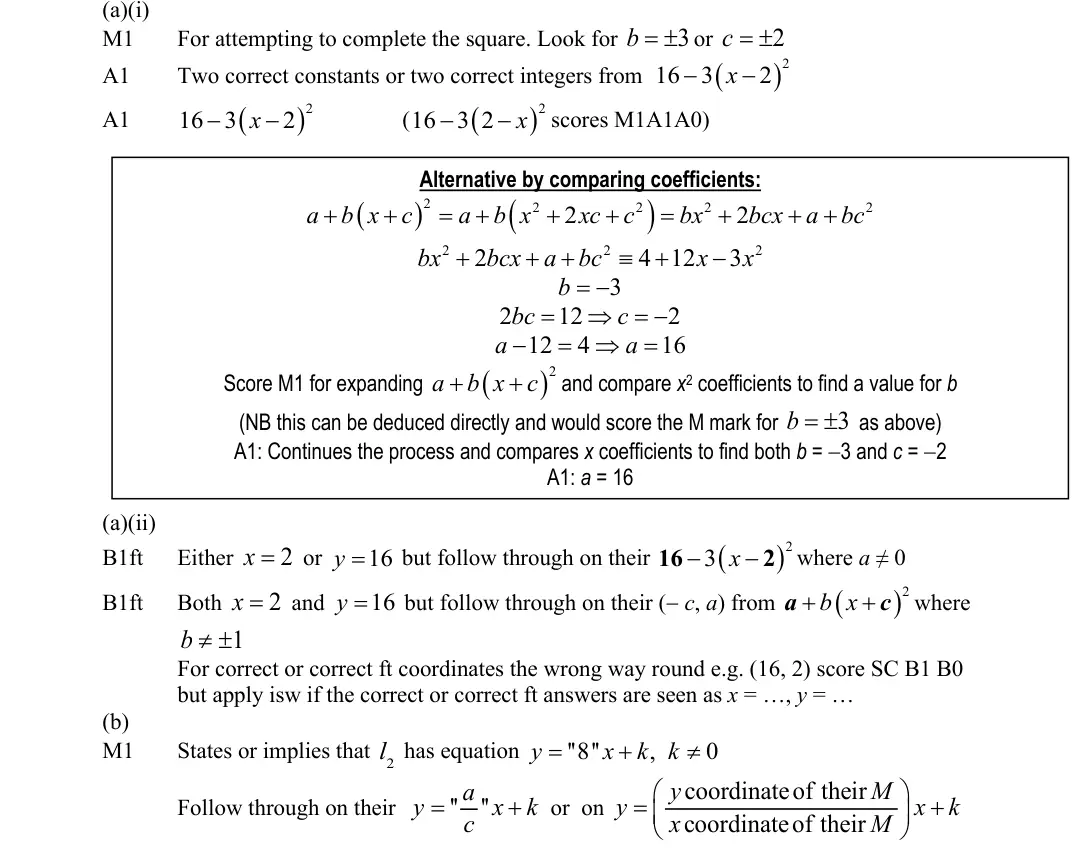 (a)(i)
M1 For attempting to complete the square. Look for b = ±3 or c = ±2
A1 Two correct constants or two correct integers from 16 − 3(x − 2)²
A1 16 − 3(x − 2)² (16 − 3(2 − x)² scores M1A1A0)
Alternative by comparing coefficients:
a + b(x + c)² = a + b(x² + 2xc + c²) = bx² + 2bcx + a + bc²
bx² + 2bcx + a + bc² ≡ 4 + 12x − 3x²
b = −3
2bc = 12 ⇒ c = −2
a − 12 = 4 ⇒ a = 16
Score M1 for expanding a + b(x + c)² and compare x² coefficients to find a value for b
(NB this can be deduced directly and would score the M mark for b = ±3 as above)
A1: Continues the process and compares x coefficients to find both b = −3 and c = −2
A1: a = 16
(a)(ii)
B1ft Either x = 2 or y = 16 but follow through on their 16 − 3(x − 2)² where a ≠ 0
B1ft Both x = 2 and y = 16 but follow through on their (− c, a) from a + b(x + c)² where
b ≠ ±1
For correct or correct ft coordinates the wrong way round e.g. (16, 2) score SC B1 B0
but apply isw if the correct or correct ft answers are seen as x = …, y = …
(b)
M1 States or implies that l₂ has equation y = "8"x + k, k ≠ 0
Follow through on their y = "a/c"x + k or on y = (y coordinate of their M / x coordinate of their M)x + k